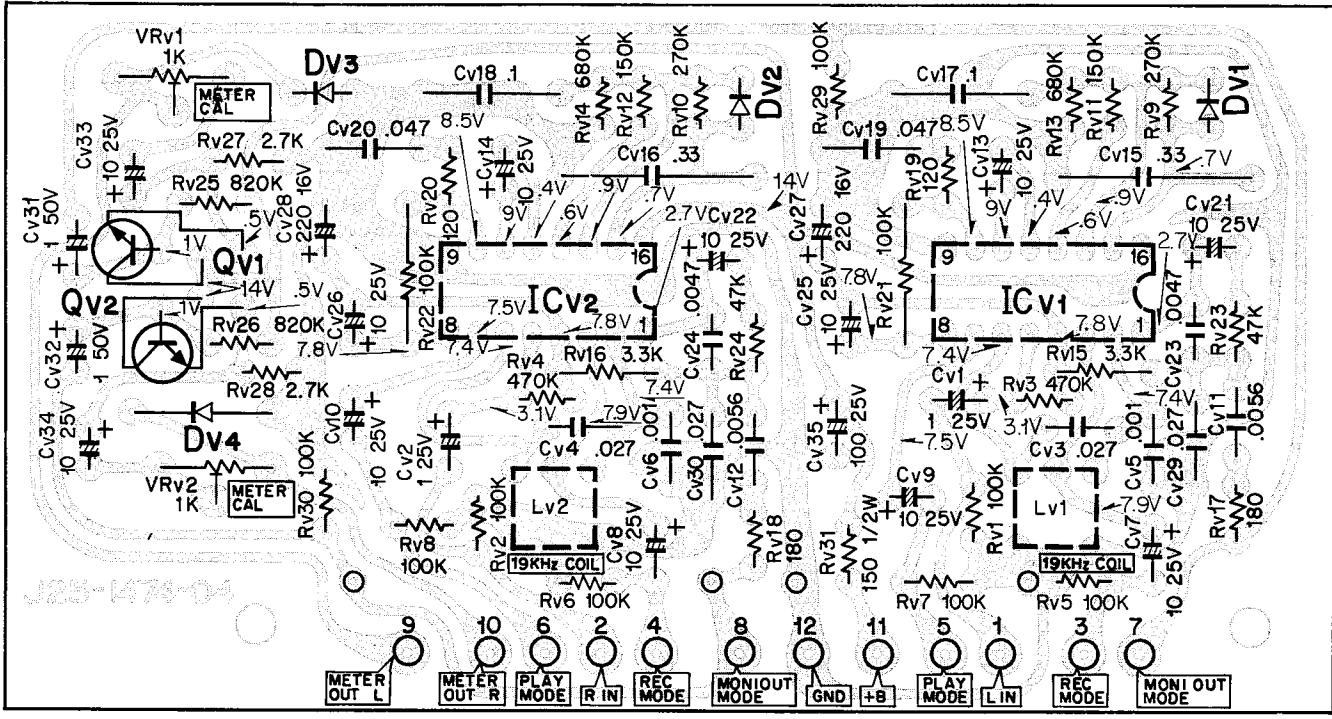 VRv1
1K
METER
CAL
Dv3
Cv33
10 25V
Rv27 2.7K
Rv25 820K
Cv31
1 50V
Qv1
.5V
.1V
14V
Cv28
220 16V
Qv2
.1V
.5V
Cv32
1 50V
Rv26 820K
Rv28 2.7K
7.8V
Cv34
10 25V
Dv4
VRv2
1K
METER
CAL
Rv30 100K
J25-1474-04
Cv18 .1
Cv20 .047
8.5V
Cv14
10 25V
Rv14 680K
Rv12 150K
Rv10 270K
Dv2
Cv16 .33
Rv20
120
9V
.4V
.6V
.9V
.7V
2.7V
14V
Cv22
10 25V
9
16
ICv2
8
1
Rv22 100K
Cv26
10 25V
7.5V
7.4V
7.8V
Rv16 3.3K
Rv4
470K
7.4V
3.1V
7.9V
Cv4 .027
Cv24 .0047
Rv24 47K
Cv10
10 25V
Cv2
1 25V
Cv6 .001
Cv30 .027
Cv12 .0056
Lv2
19KHz COIL
Rv8
100K
Rv2 100K
Cv8
10 25V
Rv18
180
Rv6 100K
Rv29 100K
Cv17 .1
Cv19 .047
8.5V
Cv13
10 25V
Rv13 680K
Rv11 150K
Rv9 270K
Dv1
Cv15 .33
.7V
Rv19
120
Cv27
220 16V
9V
.4V
.6V
.9V
2.7V
Cv21
10 25V
9
16
ICv1
8
1
Rv21 100K
Cv25
10 25V
7.8V
7.4V
7.8V
Rv15 3.3K
Cv23 .0047
Rv23
47K
Cv1
1 25V
Rv3 470K
7.4V
3.1V
7.5V
Cv3 .027
Cv35
100 25V
Cv5 .001
Cv29 .027
Cv11
.0056
Cv9
10 25V
Rv1 100K
Lv1
7.9V
19KHz COIL
Cv7
10 25V
Rv17
180
Rv31
150 1/2W
Rv7 100K
Rv5 100K
9 10 6 2 4 8 12 11 5 1 3 7
METER
OUT L
METER
OUT R
PLAY
MODE
R IN
REC
MODE
MONIOUT
MODE
GND
+B
PLAY
MODE
L IN
REC
MODE
MONI OUT
MODE